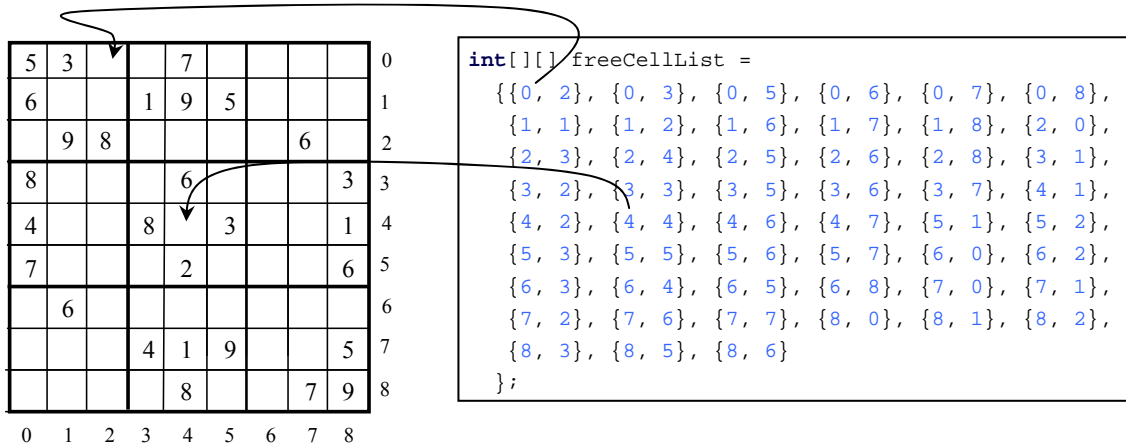 5 3 7 0
6 1 9 5 1
9 8 6 2
8 6 3 3
4 8 3 1 4
7 2 6 5
6 6
4 1 9 5 7
8 7 9 8
0 1 2 3 4 5 6 7 8
int[][] freeCellList =
{{0, 2}, {0, 3}, {0, 5}, {0, 6}, {0, 7}, {0, 8},
{1, 1}, {1, 2}, {1, 6}, {1, 7}, {1, 8}, {2, 0},
{2, 3}, {2, 4}, {2, 5}, {2, 6}, {2, 8}, {3, 1},
{3, 2}, {3, 3}, {3, 5}, {3, 6}, {3, 7}, {4, 1},
{4, 2}, {4, 4}, {4, 6}, {4, 7}, {5, 1}, {5, 2},
{5, 3}, {5, 5}, {5, 6}, {5, 7}, {6, 0}, {6, 2},
{6, 3}, {6, 4}, {6, 5}, {6, 8}, {7, 0}, {7, 1},
{7, 2}, {7, 6}, {7, 7}, {8, 0}, {8, 1}, {8, 2},
{8, 3}, {8, 5}, {8, 6}
};